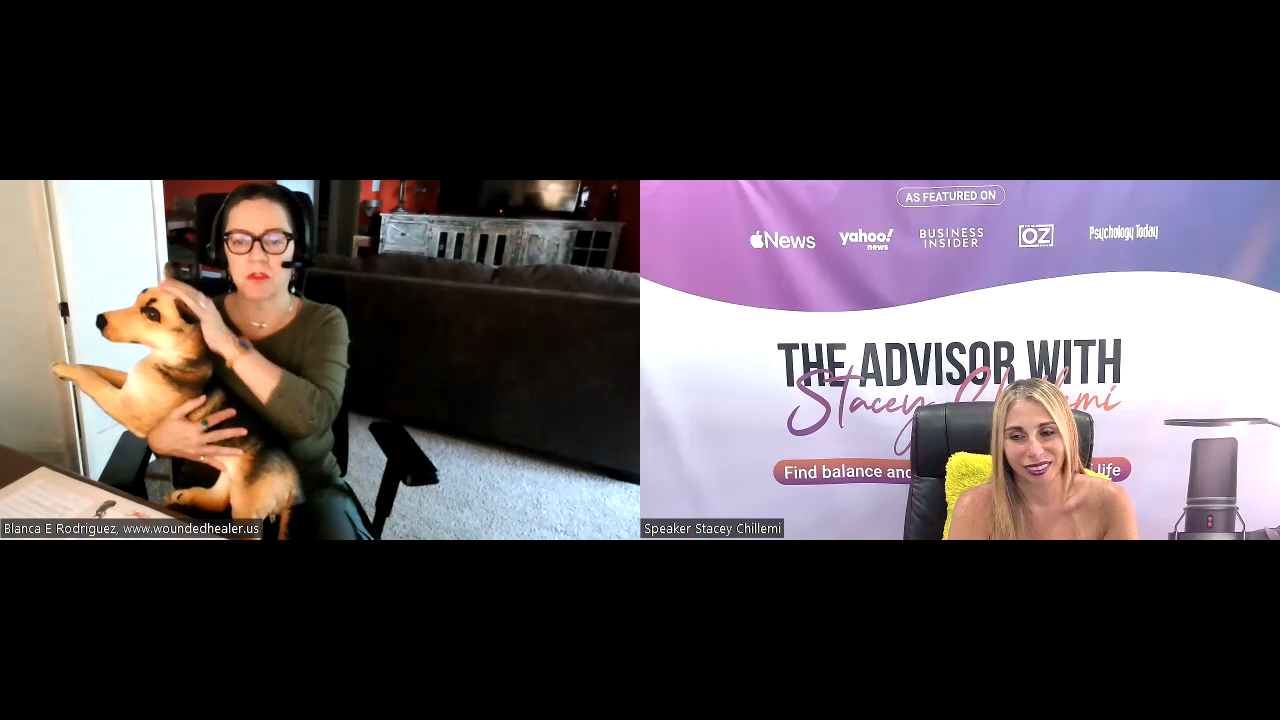 AS FEATURED ON
News
yahoo!
news
BUSINESS
INSIDER
OZ
Psychology Today
THE ADVISOR WITH
Stacey
Find balance and
life
Blanca E Rodriguez, www.woundedhealer.us
Speaker Stacey Chillemi